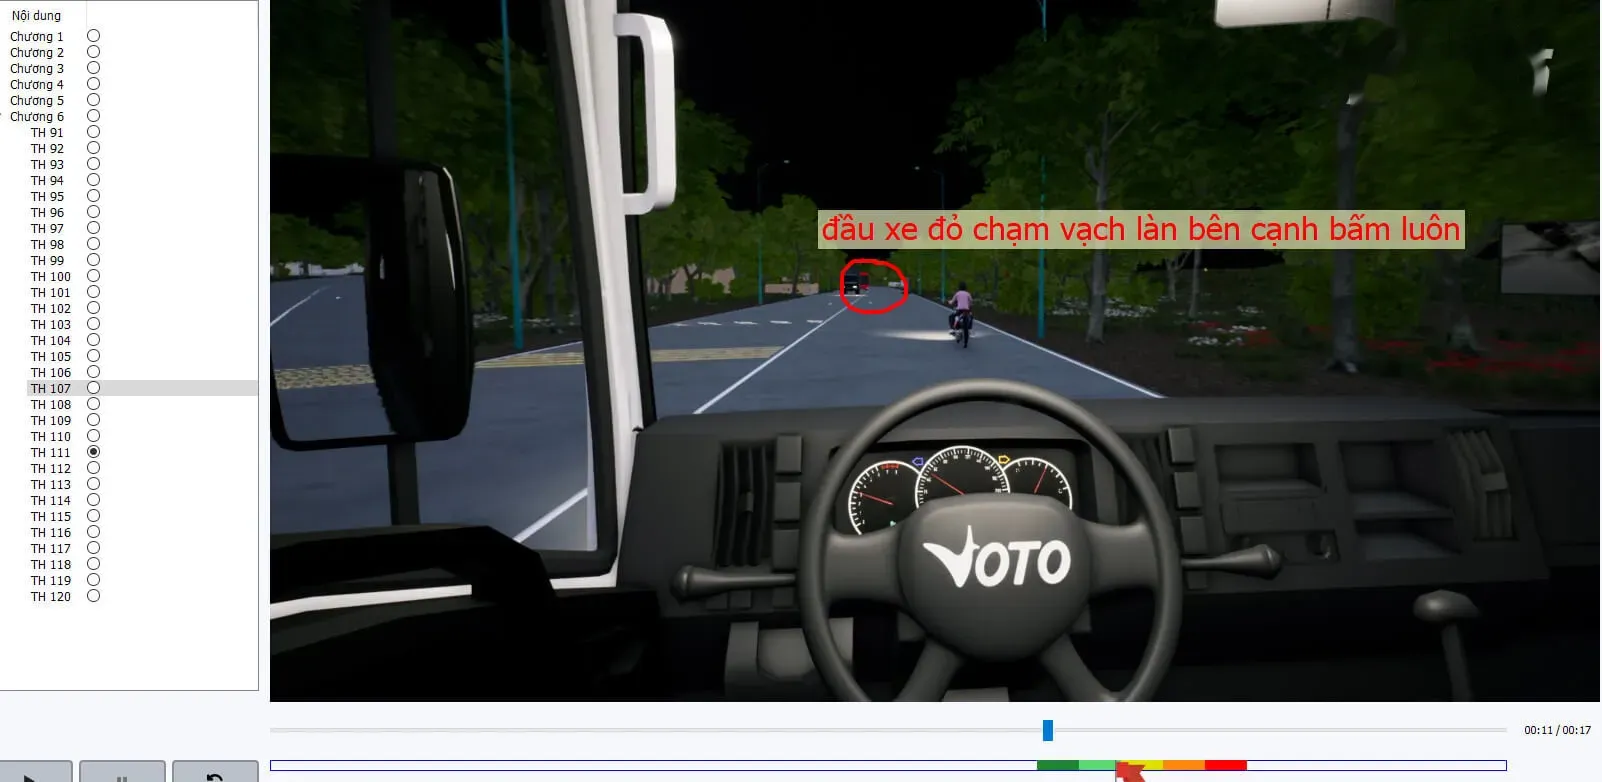 Nội dung
Chương 1
Chương 2
Chương 3
Chương 4
Chương 5
Chương 6
TH 91
TH 92
TH 93
TH 94
TH 95
TH 96
TH 97
TH 98
TH 99
TH 100
TH 101
TH 102
TH 103
TH 104
TH 105
TH 106
TH 107
TH 108
TH 109
TH 110
TH 111
TH 112
TH 113
TH 114
TH 115
TH 116
TH 117
TH 118
TH 119
TH 120
đầu xe đỏ chạm vạch làn bên cạnh bấm luôn
VOTO
00:11 / 00:17